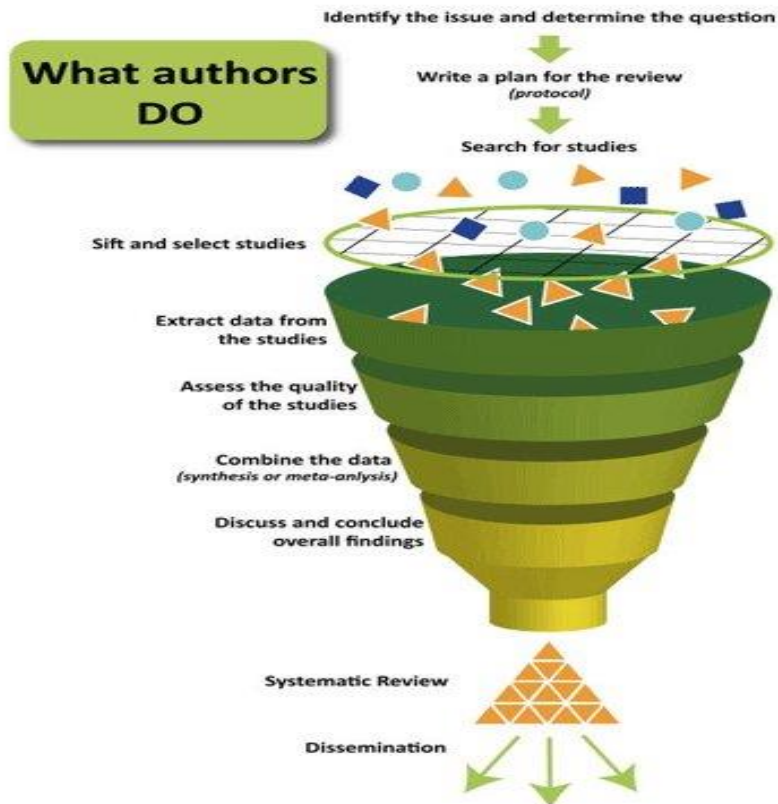 Identify the issue and determine the question
What authors
DO
Write a plan for the review
(protocol)
Search for studies
Sift and select studies
Extract data from
the studies
Assess the quality
of the studies
Combine the data
(synthesis or meta-anlysis)
Discuss and conclude
overall findings
Systematic Review
Dissemination